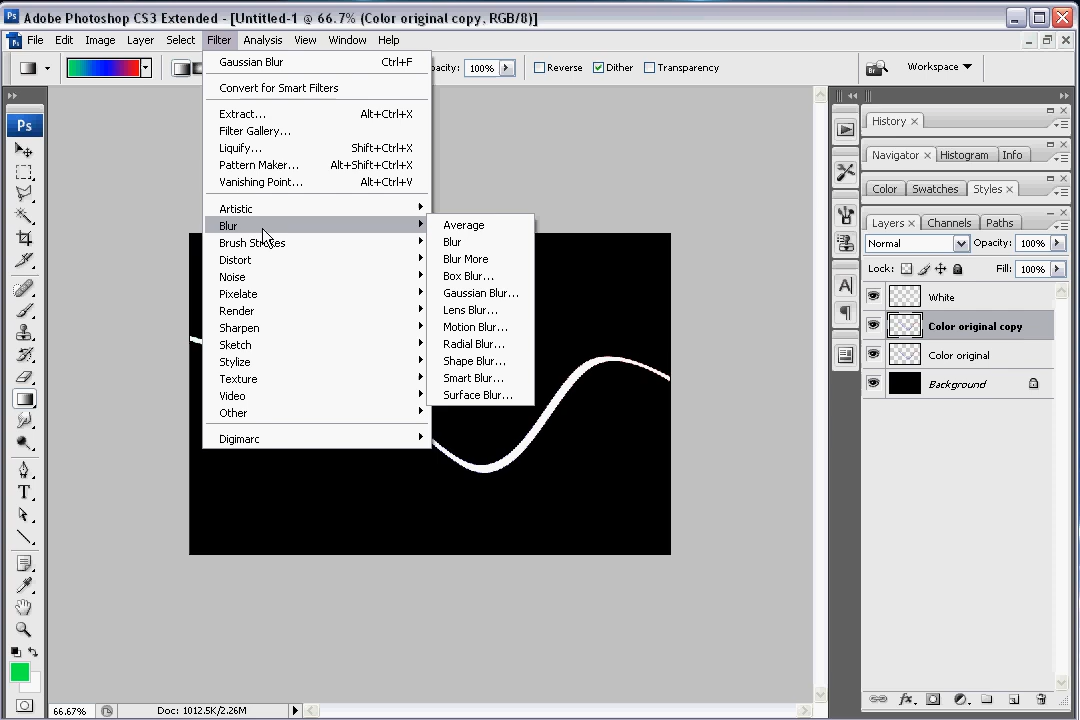 Ps Adobe Photoshop CS3 Extended - [Untitled-1 @ 66.7% (Color original copy, RGB/8)]
Ps File Edit Image Layer Select Filter Analysis View Window Help
pacity: 100% Reverse Dither Transparency Br Workspace
Gaussian Blur Ctrl+F
Convert for Smart Filters
Extract... Alt+Ctrl+X
Filter Gallery...
Liquify... Shift+Ctrl+X
Pattern Maker... Alt+Shift+Ctrl+X
Vanishing Point... Alt+Ctrl+V
Artistic
Blur
Brush Strokes
Distort
Noise
Pixelate
Render
Sharpen
Sketch
Stylize
Texture
Video
Other
Digimarc
Average
Blur
Blur More
Box Blur...
Gaussian Blur...
Lens Blur...
Motion Blur...
Radial Blur...
Shape Blur...
Smart Blur...
Surface Blur...
Ps
T
A
History
Navigator Histogram Info
Color Swatches Styles
Layers Channels Paths
Normal Opacity: 100%
Lock: Fill: 100%
White
Color original copy
Color original
Background
fx
66.67% Doc: 1012.5K/2.26M